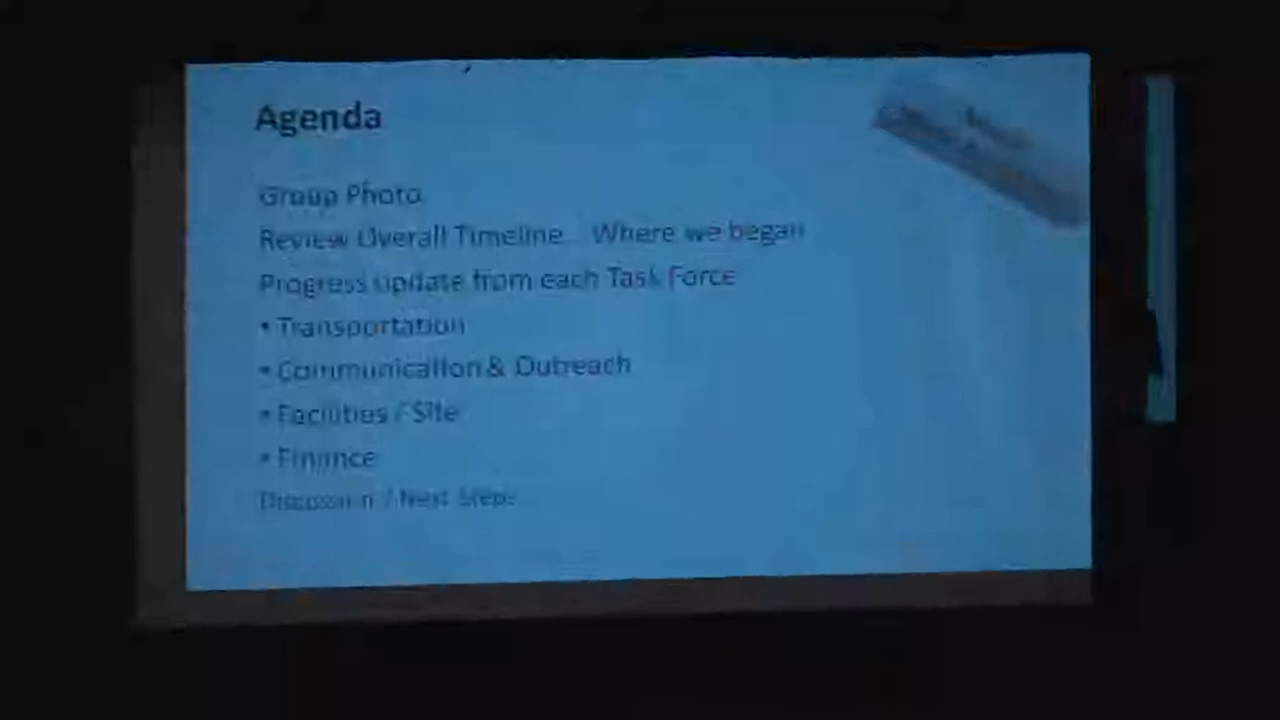 Agenda
Group Photo
Review Overall Timeline... Where we began
Progress update from each Task Force
• Transportation
• Communication & Outreach
• Facilities / Site
• Finance
Discussion / Next Steps